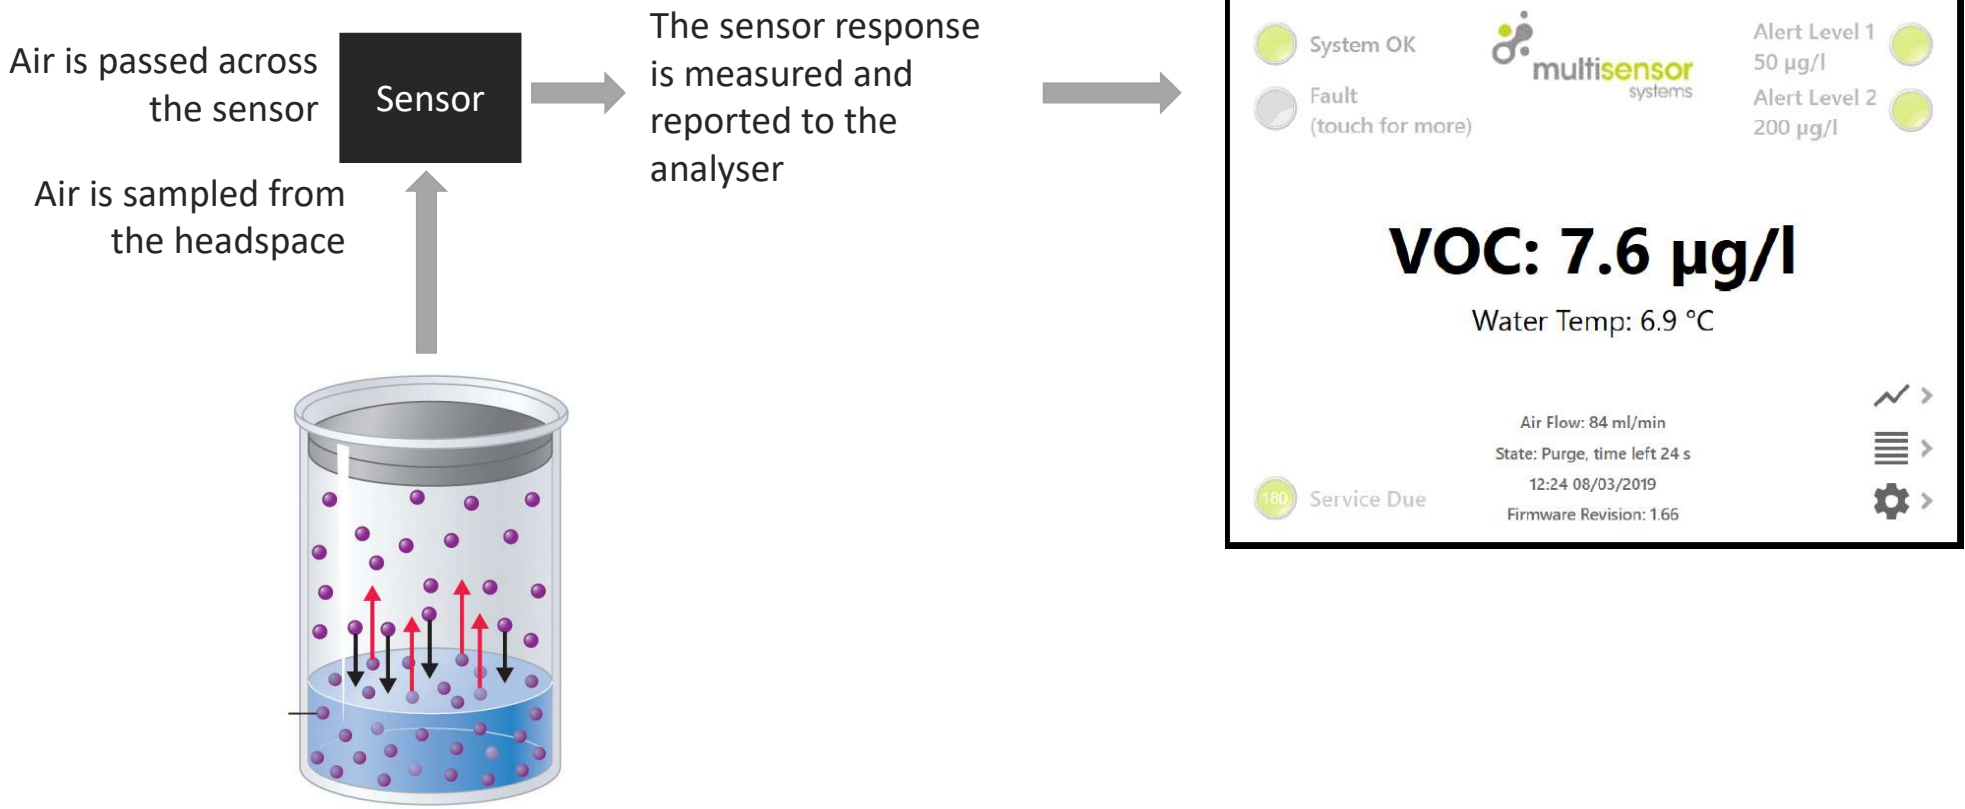 Air is passed across
the sensor
Sensor
The sensor response
is measured and
reported to the
analyser
Air is sampled from
the headspace
System OK
Fault
(touch for more)
multisensor
systems
Alert Level 1
50 µg/l
Alert Level 2
200 µg/l
VOC: 7.6 µg/l
Water Temp: 6.9 °C
Air Flow: 84 ml/min
State: Purge, time left 24 s
12:24 08/03/2019
Firmware Revision: 1.66
180 Service Due